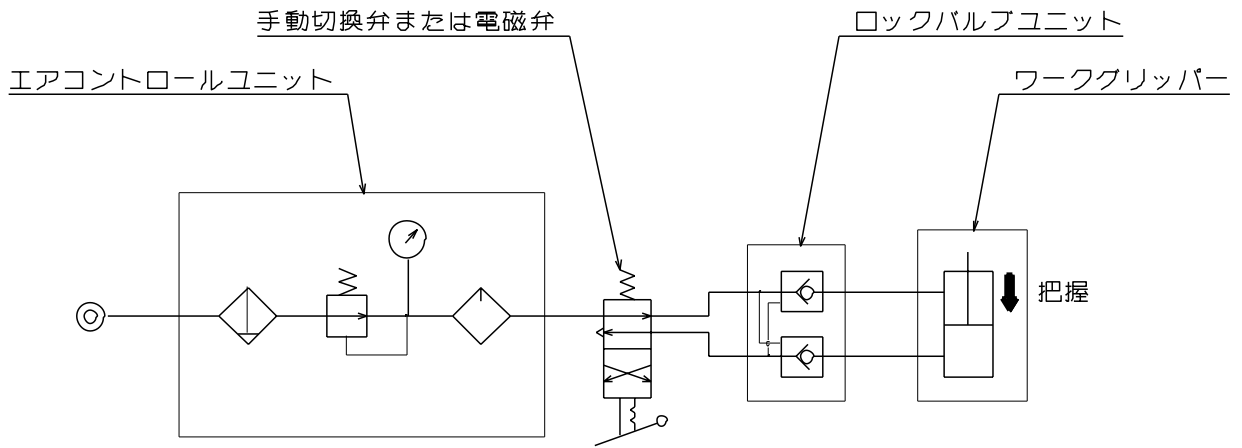 手動切換弁または電磁弁
ロックバルブユニット
エアコントロールユニット
ワークグリッパー
把握